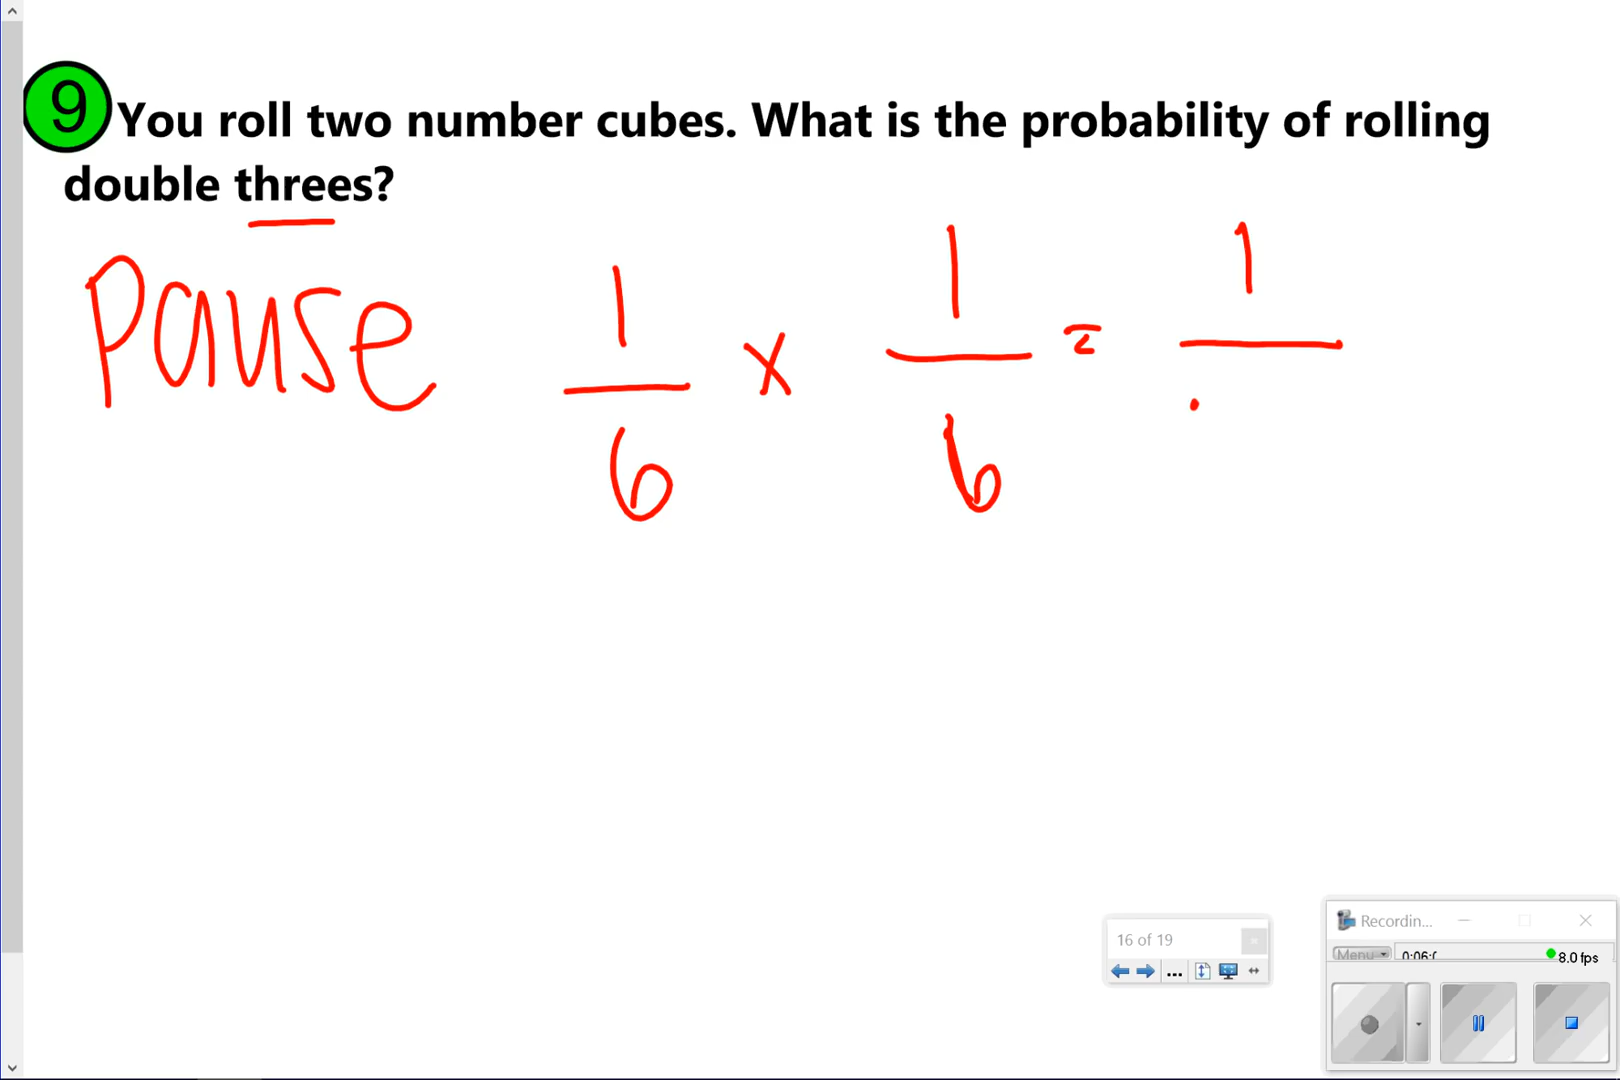 9 You roll two number cubes. What is the probability of rolling
double threes?
Pause 1/6 x 1/6 = 1/
16 of 19
Recordin...
Menu 8.0 fps